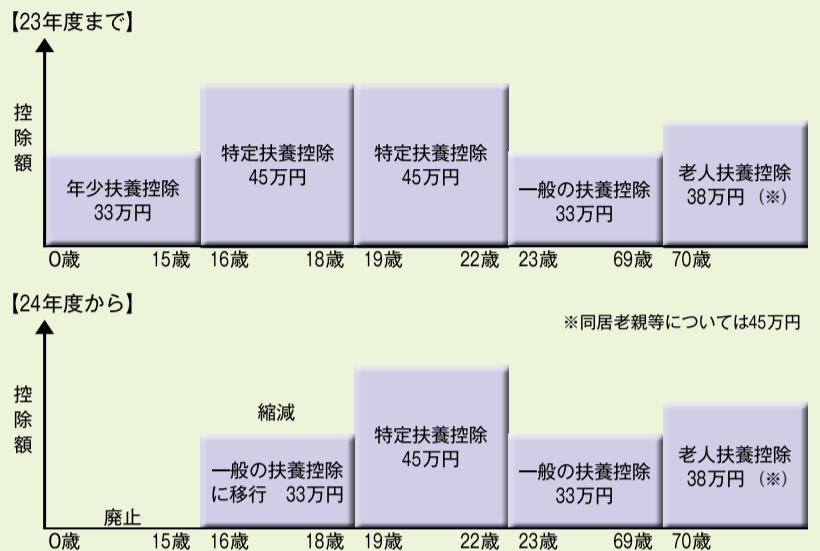 【23年度まで】
控除額
年少扶養控除
33万円
特定扶養控除
45万円
特定扶養控除
45万円
一般の扶養控除
33万円
老人扶養控除
38万円（※）
0歳 15歳 16歳 18歳 19歳 22歳 23歳 69歳 70歳
【24年度から】
※同居老親等については45万円
控除額
廃止
縮減
一般の扶養控除
に移行　33万円
特定扶養控除
45万円
一般の扶養控除
33万円
老人扶養控除
38万円（※）
0歳 15歳 16歳 18歳 19歳 22歳 23歳 69歳 70歳